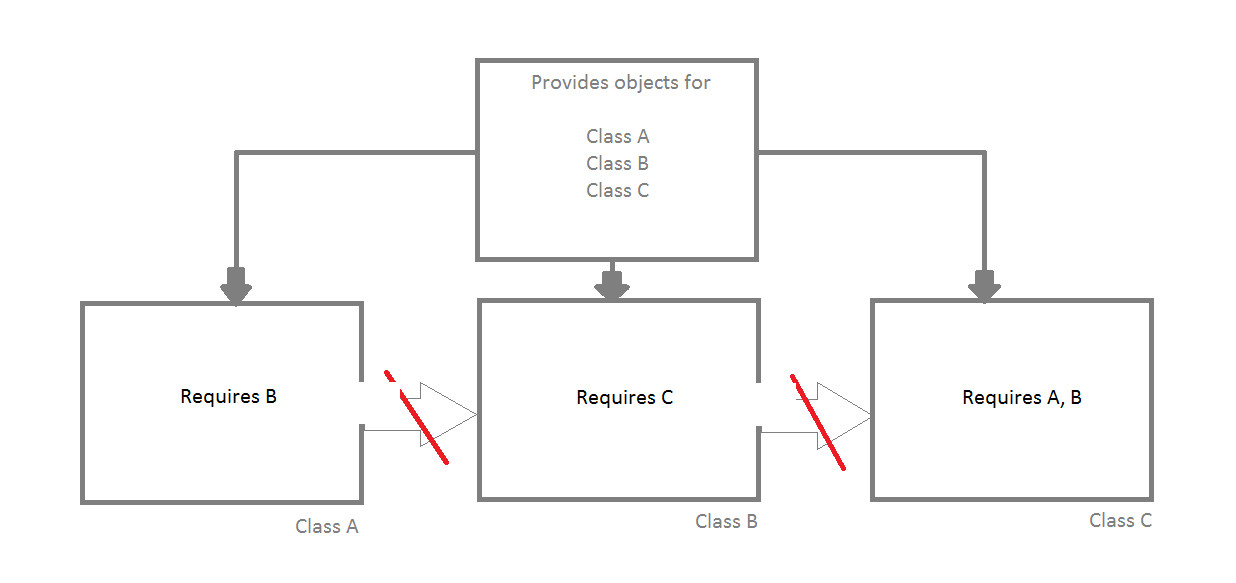 Provides objects for
Class A
Class B
Class C
Requires B
Requires C
Requires A, B
Class A
Class B
Class C